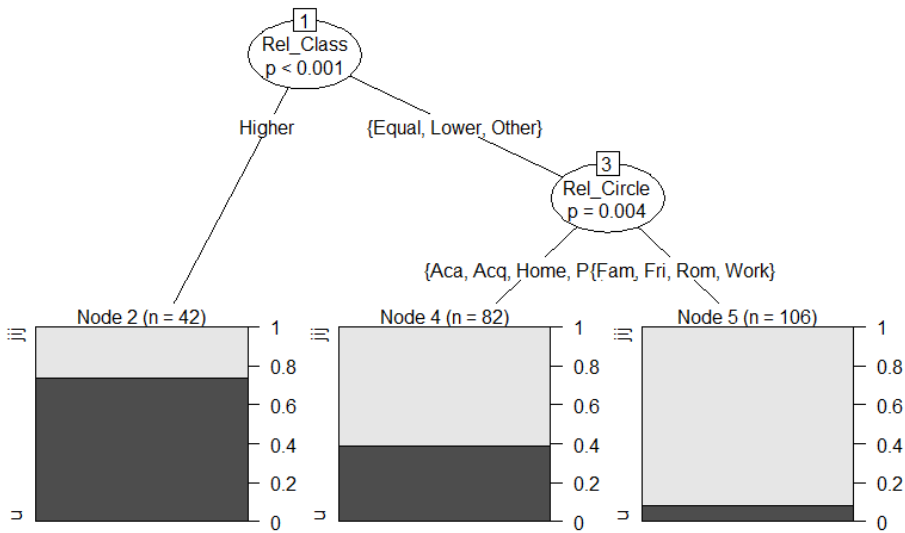 1
Rel_Class
p < 0.001
Higher
{Equal, Lower, Other}
3
Rel_Circle
p = 0.004
{Aca, Acq, Home, P{Fam, Fri, Rom, Work}
Node 2 (n = 42)
jij
u
1
0.8
0.6
0.4
0.2
0
Node 4 (n = 82)
jij
u
1
0.8
0.6
0.4
0.2
0
Node 5 (n = 106)
jij
u
1
0.8
0.6
0.4
0.2
0